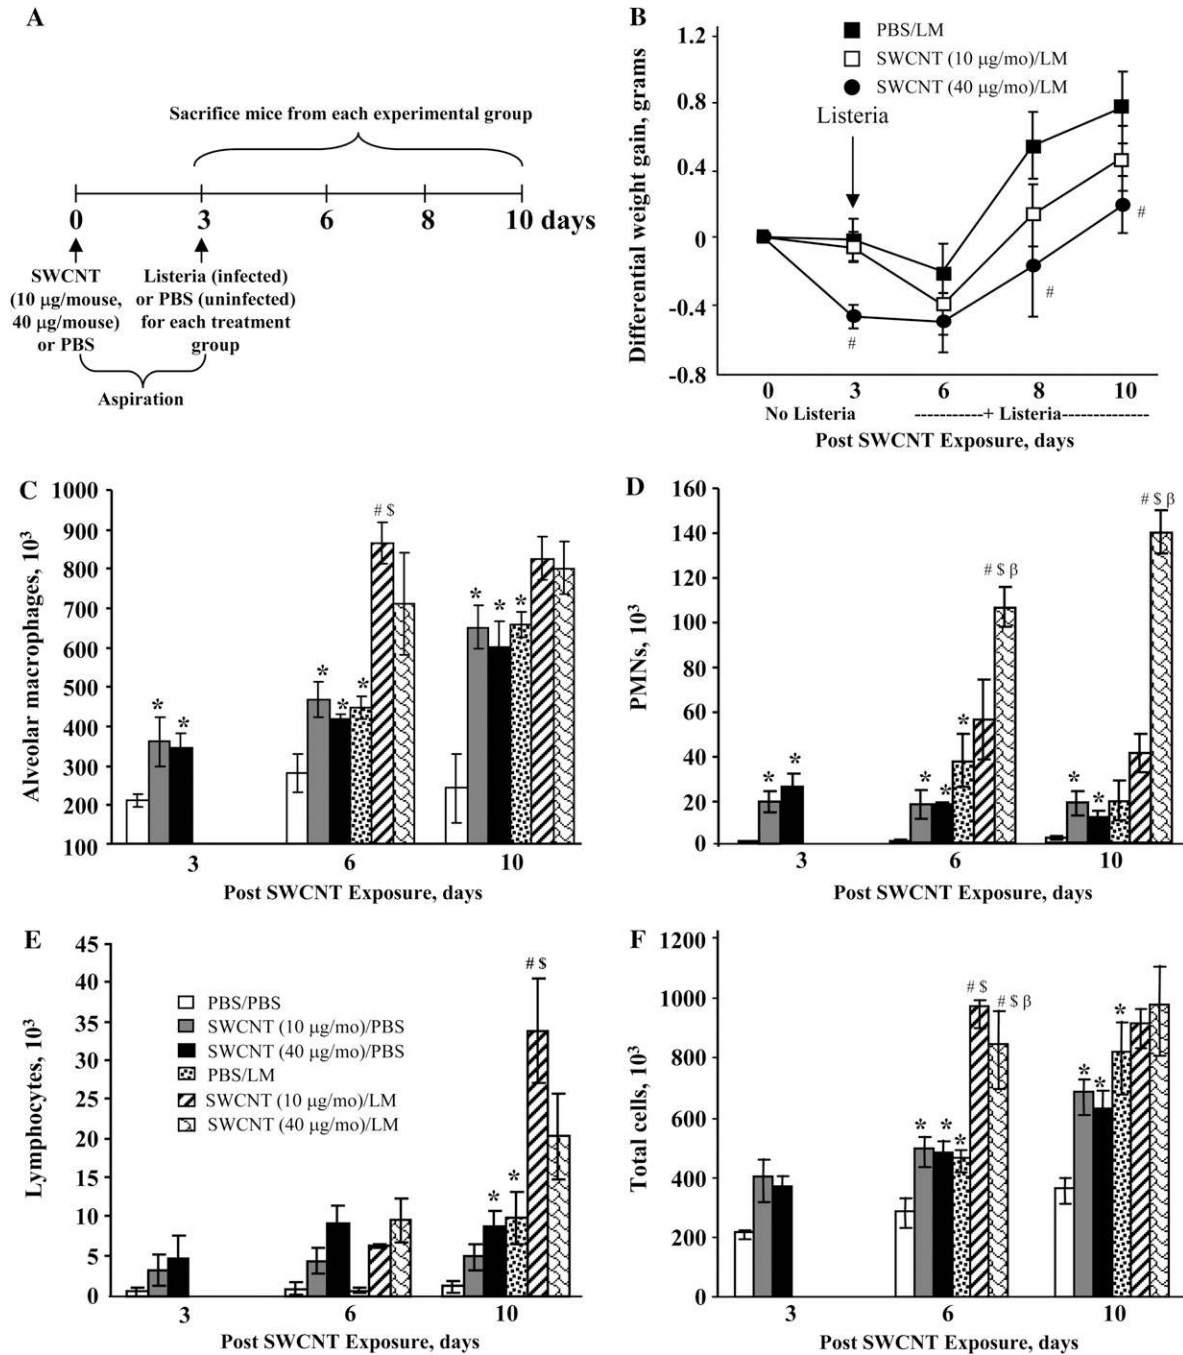 A
Sacrifice mice from each experimental group
0 3 6 8 10 days
SWCNT
(10 μg/mouse,
40 μg/mouse)
or PBS
Listeria (infected)
or PBS (uninfected)
for each treatment
group
Aspiration
B
PBS/LM
SWCNT (10 μg/mo)/LM
SWCNT (40 μg/mo)/LM
Listeria
Differential weight gain, grams
1.2
0.8
0.4
0
-0.4
-0.8
#
#
#
0 3 6 8 10
No Listeria -----------+ Listeria--------------
Post SWCNT Exposure, days
C
Alveolar macrophages, 10³
1000
900
800
700
600
500
400
300
200
100
* *
* * *
# $
* * *
3 6 10
Post SWCNT Exposure, days
D
PMNs, 10³
160
140
120
100
80
60
40
20
0
* *
* * *
# $ β
* *
# $ β
3 6 10
Post SWCNT Exposure, days
E
Lymphocytes, 10³
45
40
35
30
25
20
15
10
5
0
PBS/PBS
SWCNT (10 μg/mo)/PBS
SWCNT (40 μg/mo)/PBS
PBS/LM
SWCNT (10 μg/mo)/LM
SWCNT (40 μg/mo)/LM
* *
# $
3 6 10
Post SWCNT Exposure, days
F
Total cells, 10³
1200
1000
800
600
400
200
0
* * *
# $
# $ β
* * *
3 6 10
Post SWCNT Exposure, days